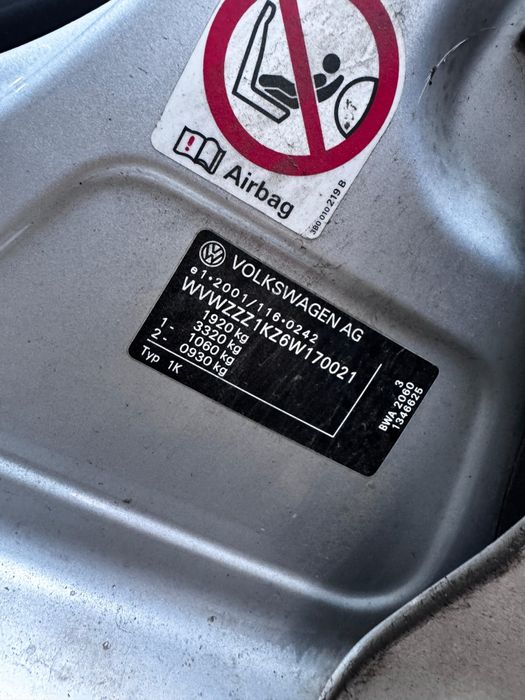 Airbag
3B0 010 219 B
VOLKSWAGEN AG
e1*2001/116*0242
WVWZZZ1KZ6W170021
1920 kg
3320 kg
1- 1060 kg
2- 0930 kg
Typ 1K
3
BWA 2060
1346625